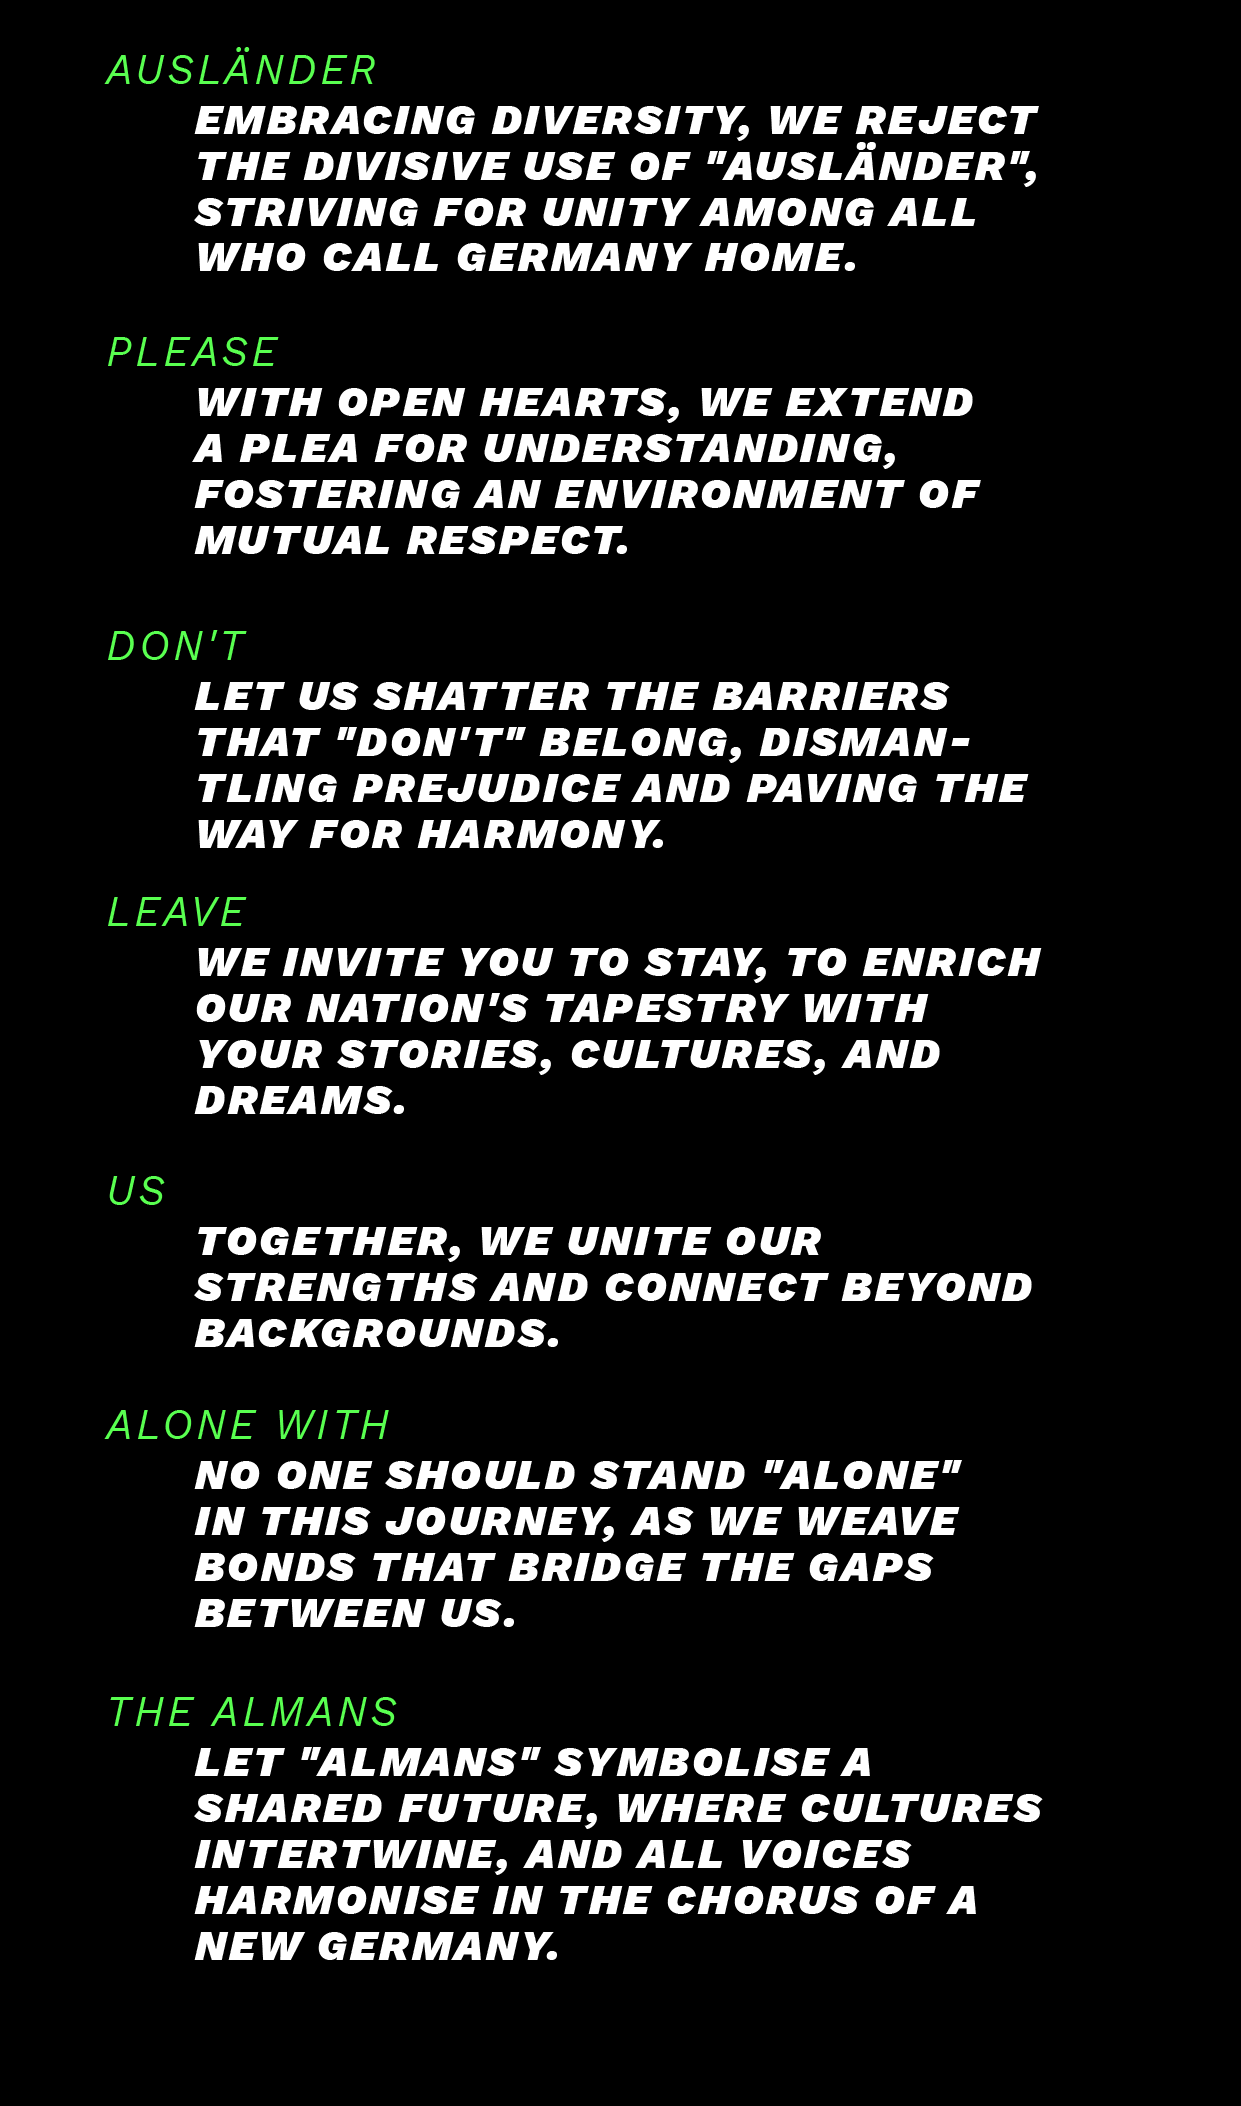 AUSLÄNDER
EMBRACING DIVERSITY, WE REJECT
THE DIVISIVE USE OF "AUSLÄNDER",
STRIVING FOR UNITY AMONG ALL
WHO CALL GERMANY HOME.
PLEASE
WITH OPEN HEARTS, WE EXTEND
A PLEA FOR UNDERSTANDING,
FOSTERING AN ENVIRONMENT OF
MUTUAL RESPECT.
DON'T
LET US SHATTER THE BARRIERS
THAT "DON'T" BELONG, DISMAN-
TLING PREJUDICE AND PAVING THE
WAY FOR HARMONY.
LEAVE
WE INVITE YOU TO STAY, TO ENRICH
OUR NATION'S TAPESTRY WITH
YOUR STORIES, CULTURES, AND
DREAMS.
US
TOGETHER, WE UNITE OUR
STRENGTHS AND CONNECT BEYOND
BACKGROUNDS.
ALONE WITH
NO ONE SHOULD STAND "ALONE"
IN THIS JOURNEY, AS WE WEAVE
BONDS THAT BRIDGE THE GAPS
BETWEEN US.
THE ALMANS
LET "ALMANS" SYMBOLISE A
SHARED FUTURE, WHERE CULTURES
INTERTWINE, AND ALL VOICES
HARMONISE IN THE CHORUS OF A
NEW GERMANY.